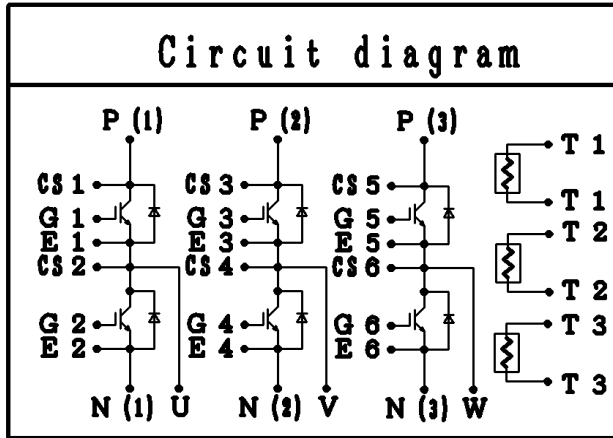 Circuit diagram
P (1) P (2) P (3)
T 1
CS 1 CS 3 CS 5
T 1
G 1 G 3 G 5
E 1 E 3 E 5
T 2
CS 2 CS 4 CS 6
T 2
G 2 G 4 G 6
T 3
E 2 E 4 E 6
T 3
N (1) U N (2) V N (3) W